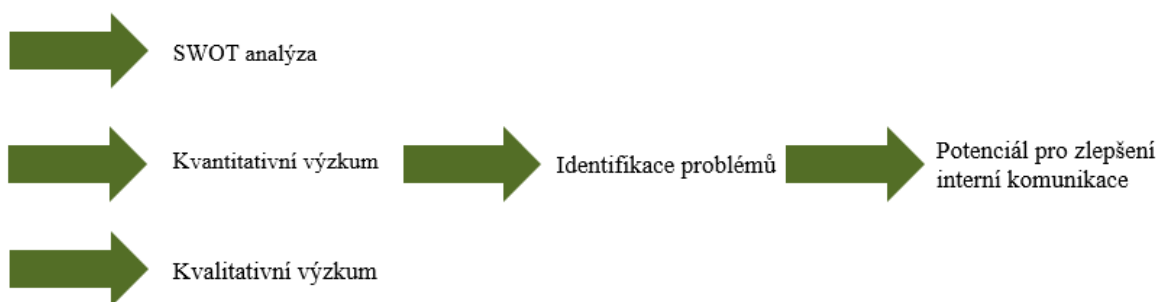 SWOT analýza
Kvantitativní výzkum
Identifikace problémů
Potenciál pro zlepšení
interní komunikace
Kvalitativní výzkum